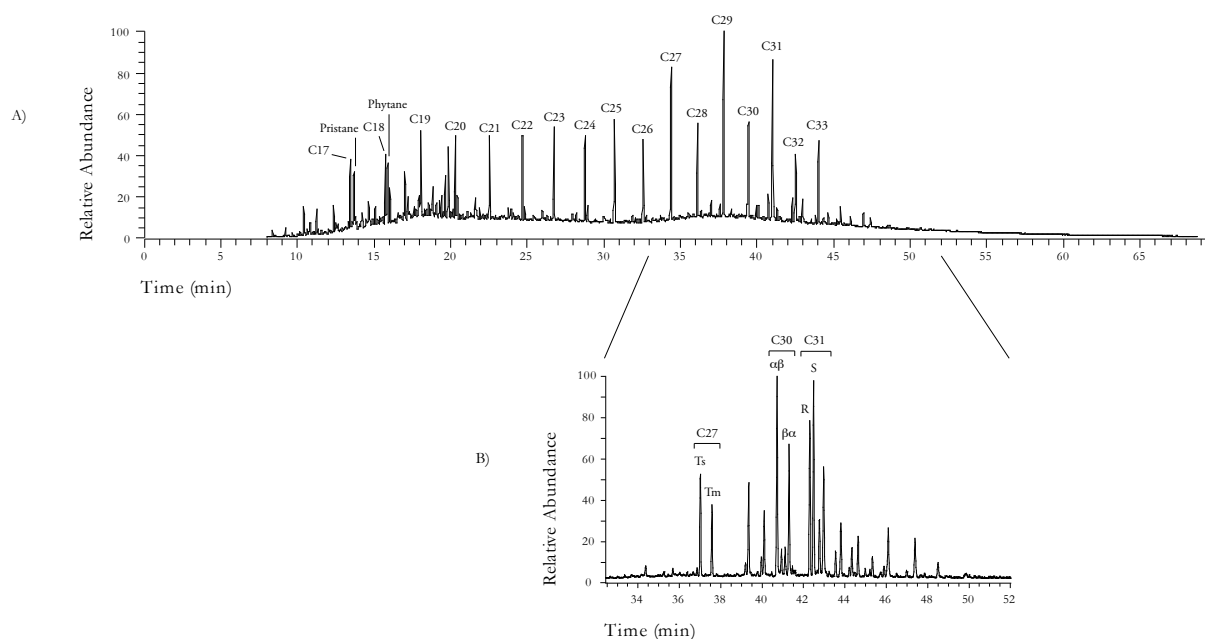 A)
Relative Abundance
100
80
60
40
20
0
C17
Pristane
C18
Phytane
C19
C20
C21
C22
C23
C24
C25
C26
C27
C28
C29
C30
C31
C32
C33
0 5 10 15 20 25 30 35 40 45 50 55 60 65
Time (min)
B)
Relative Abundance
100
80
60
40
20
0
C27
Ts
Tm
C30
αβ
βα
C31
R
S
34 36 38 40 42 44 46 48 50 52
Time (min)